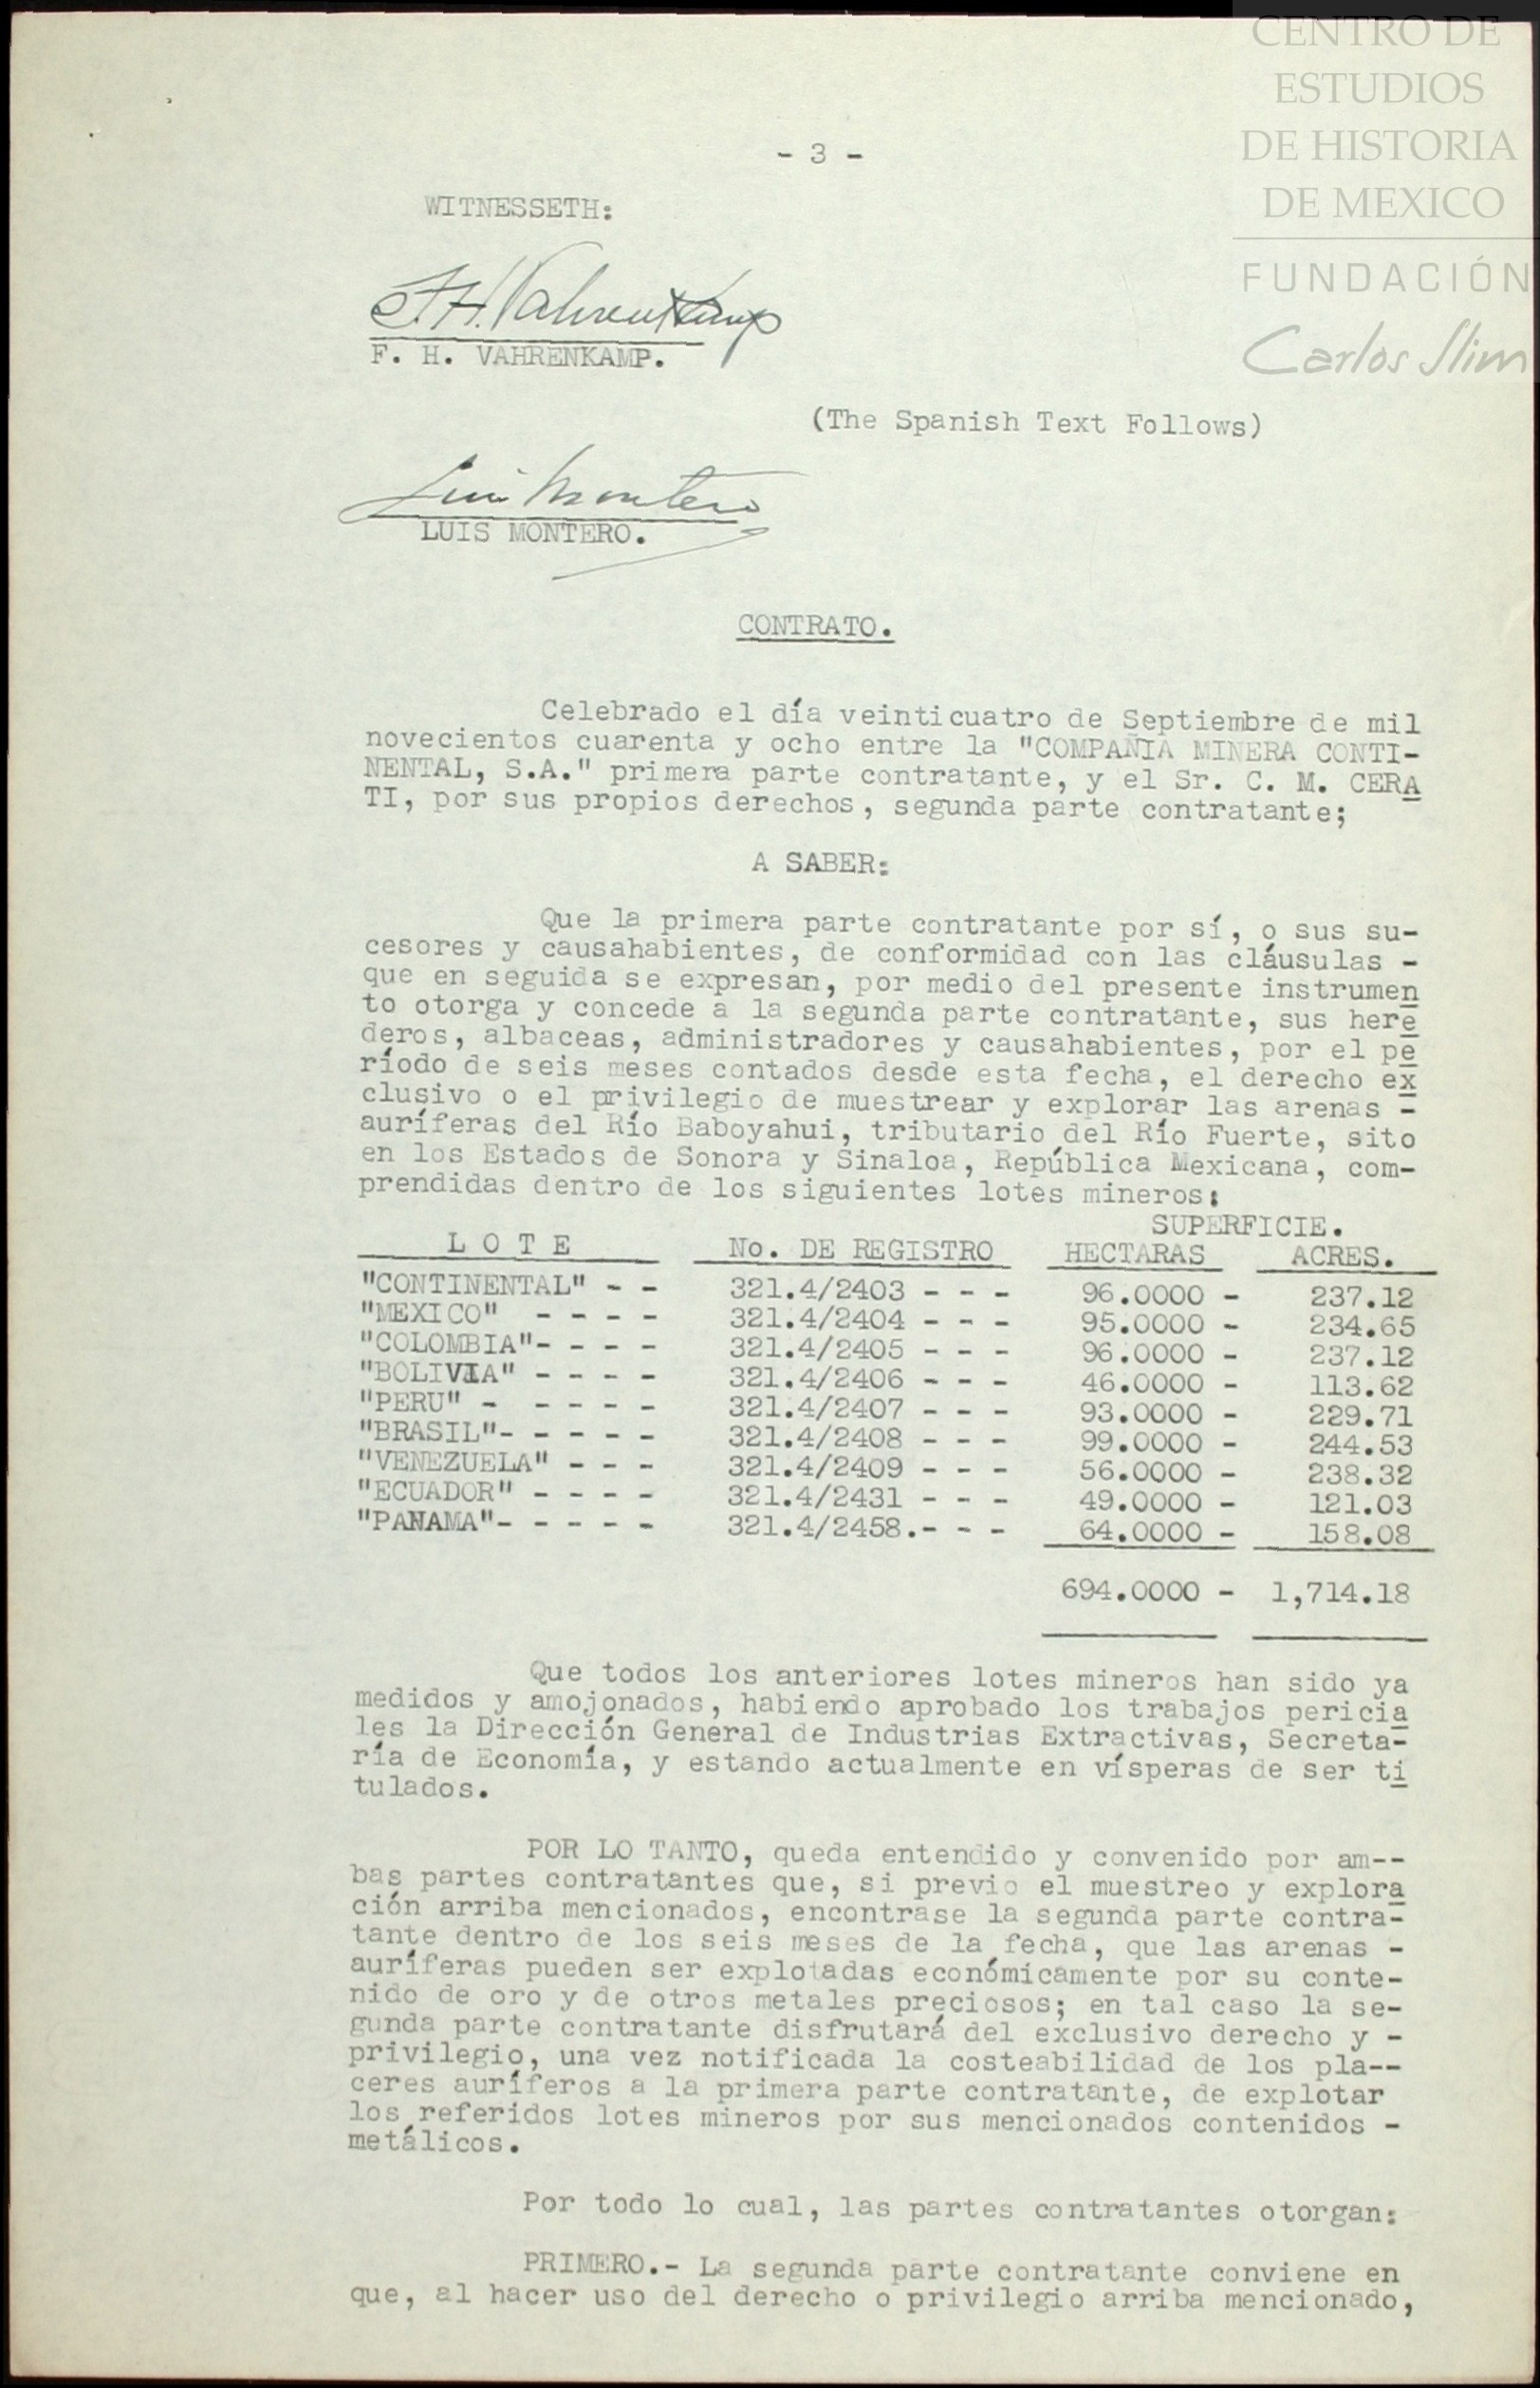 CENTRO DE
ESTUDIOS
DE HISTORIA
DE MEXICO
FUNDACIÓN
Carlos Slim
- 3 -
WITNESSETH:
F. H. Vahrenkamp
F. H. VAHRENKAMP.
(The Spanish Text Follows)
Luis Montero
LUIS MONTERO.
CONTRATO.
Celebrado el día veinticuatro de Septiembre de mil
novecientos cuarenta y ocho entre la "COMPAÑIA MINERA CONTI-
NENTAL, S.A." primera parte contratante, y el Sr. C. M. CERA
TI, por sus propios derechos, segunda parte contratante;
A SABER:
Que la primera parte contratante por sí, o sus su-
cesores y causahabientes, de conformidad con las cláusulas -
que en seguida se expresan, por medio del presente instrumen
to otorga y concede a la segunda parte contratante, sus here
deros, albaceas, administradores y causahabientes, por el pe
ríodo de seis meses contados desde esta fecha, el derecho ex
clusivo o el privilegio de muestrear y explorar las arenas -
auríferas del Río Baboyahui, tributario del Río Fuerte, sito
en los Estados de Sonora y Sinaloa, República Mexicana, com-
prendidas dentro de los siguientes lotes mineros:
SUPERFICIE.
L O T E No. DE REGISTRO HECTARAS ACRES.
"CONTINENTAL" - - 321.4/2403 - - - 96.0000 - 237.12
"MEXICO" - - - - 321.4/2404 - - - 95.0000 - 234.65
"COLOMBIA"- - - - 321.4/2405 - - - 96.0000 - 237.12
"BOLIVIA" - - - - 321.4/2406 - - - 46.0000 - 113.62
"PERU" - - - - - 321.4/2407 - - - 93.0000 - 229.71
"BRASIL"- - - - - 321.4/2408 - - - 99.0000 - 244.53
"VENEZUELA" - - - 321.4/2409 - - - 56.0000 - 238.32
"ECUADOR" - - - - 321.4/2431 - - - 49.0000 - 121.03
"PANAMA"- - - - - 321.4/2458.- - - 64.0000 - 158.08
694.0000 - 1,714.18
Que todos los anteriores lotes mineros han sido ya
medidos y amojonados, habiendo aprobado los trabajos pericia
les la Dirección General de Industrias Extractivas, Secreta-
ría de Economía, y estando actualmente en vísperas de ser ti
tulados.
POR LO TANTO, queda entendido y convenido por am--
bas partes contratantes que, si previo el muestreo y explora
ción arriba mencionados, encontrase la segunda parte contra-
tante dentro de los seis meses de la fecha, que las arenas -
auríferas pueden ser explotadas económicamente por su conte-
nido de oro y de otros metales preciosos; en tal caso la se-
gunda parte contratante disfrutará del exclusivo derecho y -
privilegio, una vez notificada la costeabilidad de los pla--
ceres auríferos a la primera parte contratante, de explotar
los referidos lotes mineros por sus mencionados contenidos -
metálicos.
Por todo lo cual, las partes contratantes otorgan:
PRIMERO.- La segunda parte contratante conviene en
que, al hacer uso del derecho o privilegio arriba mencionado,